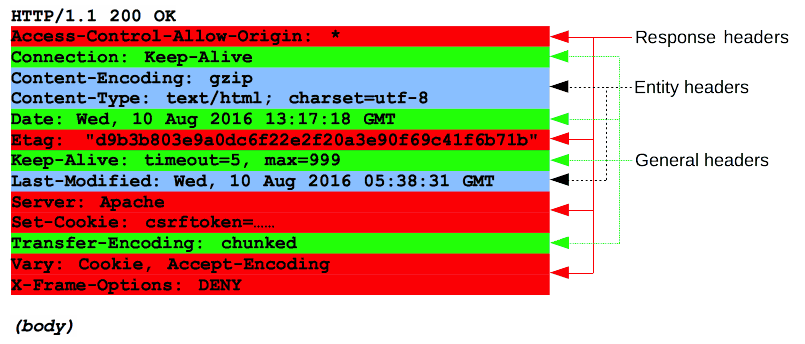 HTTP/1.1 200 OK
Access-Control-Allow-Origin: *
Connection: Keep-Alive
Content-Encoding: gzip
Content-Type: text/html; charset=utf-8
Date: Wed, 10 Aug 2016 13:17:18 GMT
Etag: "d9b3b803e9a0dc6f22e2f20a3e90f69c41f6b71b"
Keep-Alive: timeout=5, max=999
Last-Modified: Wed, 10 Aug 2016 05:38:31 GMT
Server: Apache
Set-Cookie: csrftoken=……
Transfer-Encoding: chunked
Vary: Cookie, Accept-Encoding
X-Frame-Options: DENY
(body)
Response headers
Entity headers
General headers